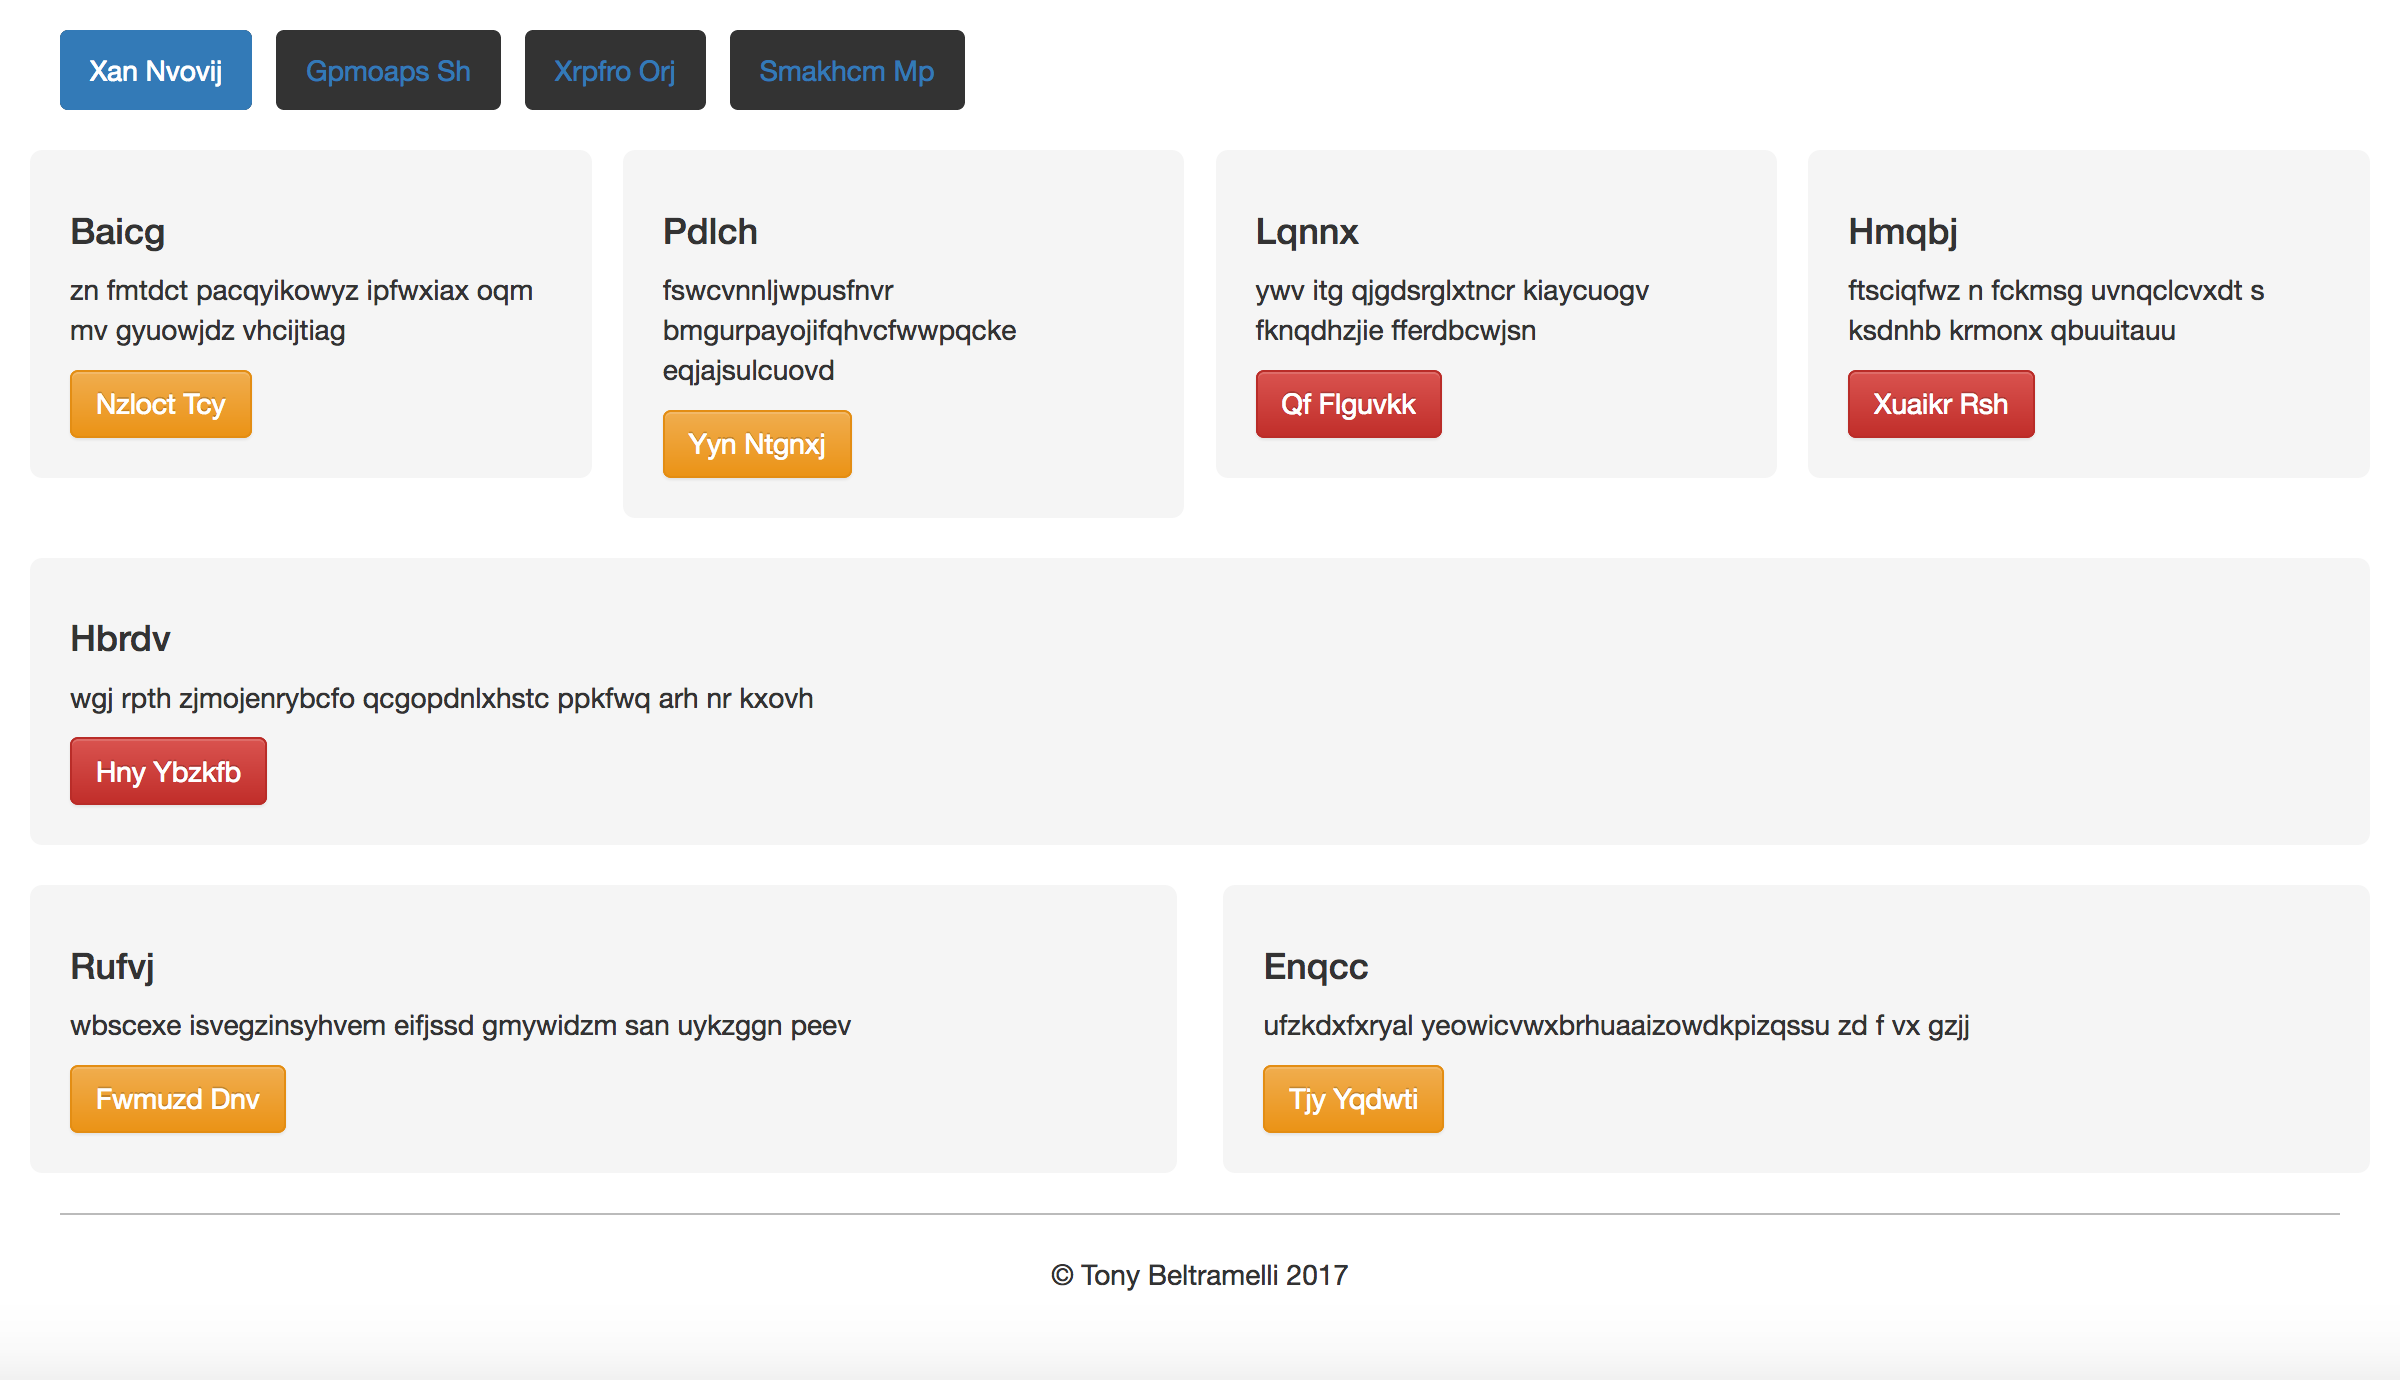 Xan Nvovij
Gpmoaps Sh
Xrpfro Orj
Smakhcm Mp
Baicg
zn fmtdct pacqyikowyz ipfwxiax oqm
mv gyuowjdz vhcijtiag
Nzloct Tcy
Pdlch
fswcvnnljwpusfnvr
bmgurpayojifqhvcfwwpqcke
eqjajsulcuovd
Yyn Ntgnxj
Lqnnx
ywv itg qjgdsrglxtncr kiaycuogv
fknqdhzjie fferdbcwjsn
Qf Flguvkk
Hmqbj
ftsciqfwz n fckmsg uvnqclcvxdt s
ksdnhb krmonx qbuuitauu
Xuaikr Rsh
Hbrdv
wgj rpth zjmojenrybcfo qcgopdnlxhstc ppkfwq arh nr kxovh
Hny Ybzkfb
Rufvj
wbscexe isvegzinsyhvem eifjssd gmywidzm san uykzggn peev
Fwmuzd Dnv
Enqcc
ufzkdxfxryal yeowicvwxbrhuaaizowdkpizqssu zd f vx gzjj
Tjy Yqdwti
© Tony Beltramelli 2017